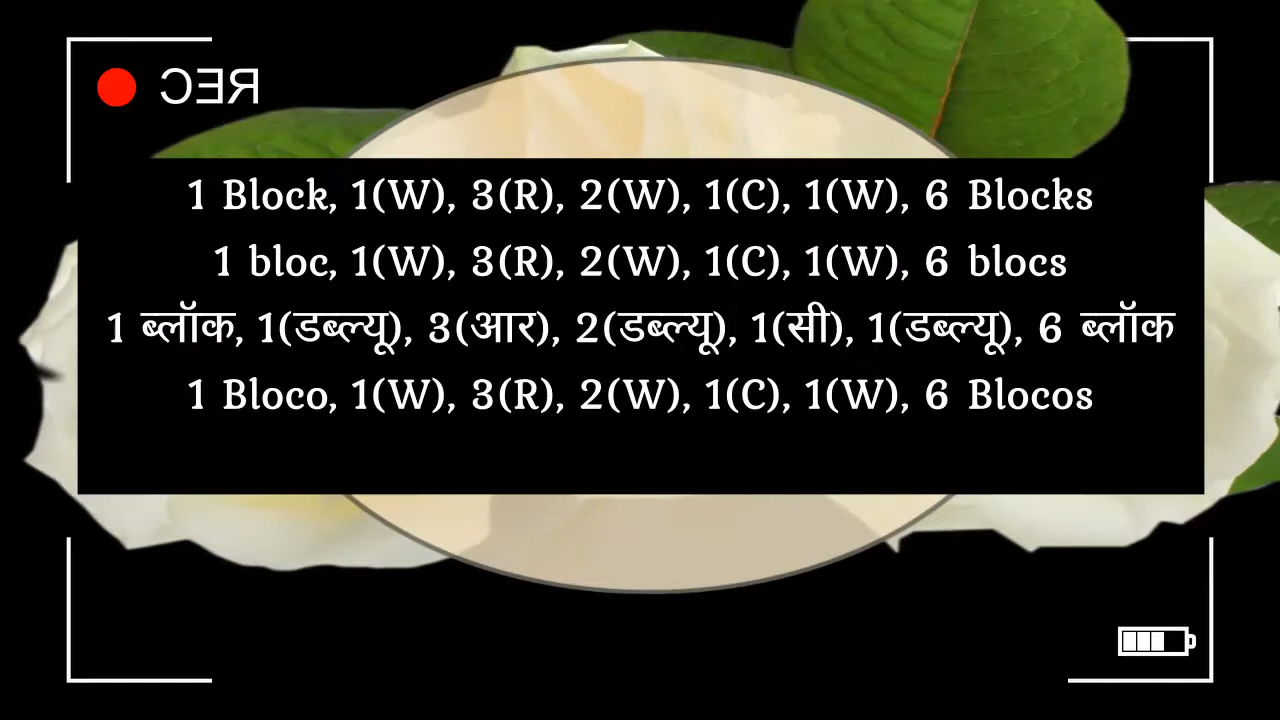 REC
1 Block, 1(W), 3(R), 2(W), 1(C), 1(W), 6 Blocks
1 bloc, 1(W), 3(R), 2(W), 1(C), 1(W), 6 blocs
1 ब्लॉक, 1(डब्ल्यू), 3(आर), 2(डब्ल्यू), 1(सी), 1(डब्ल्यू), 6 ब्लॉक
1 Bloco, 1(W), 3(R), 2(W), 1(C), 1(W), 6 Blocos